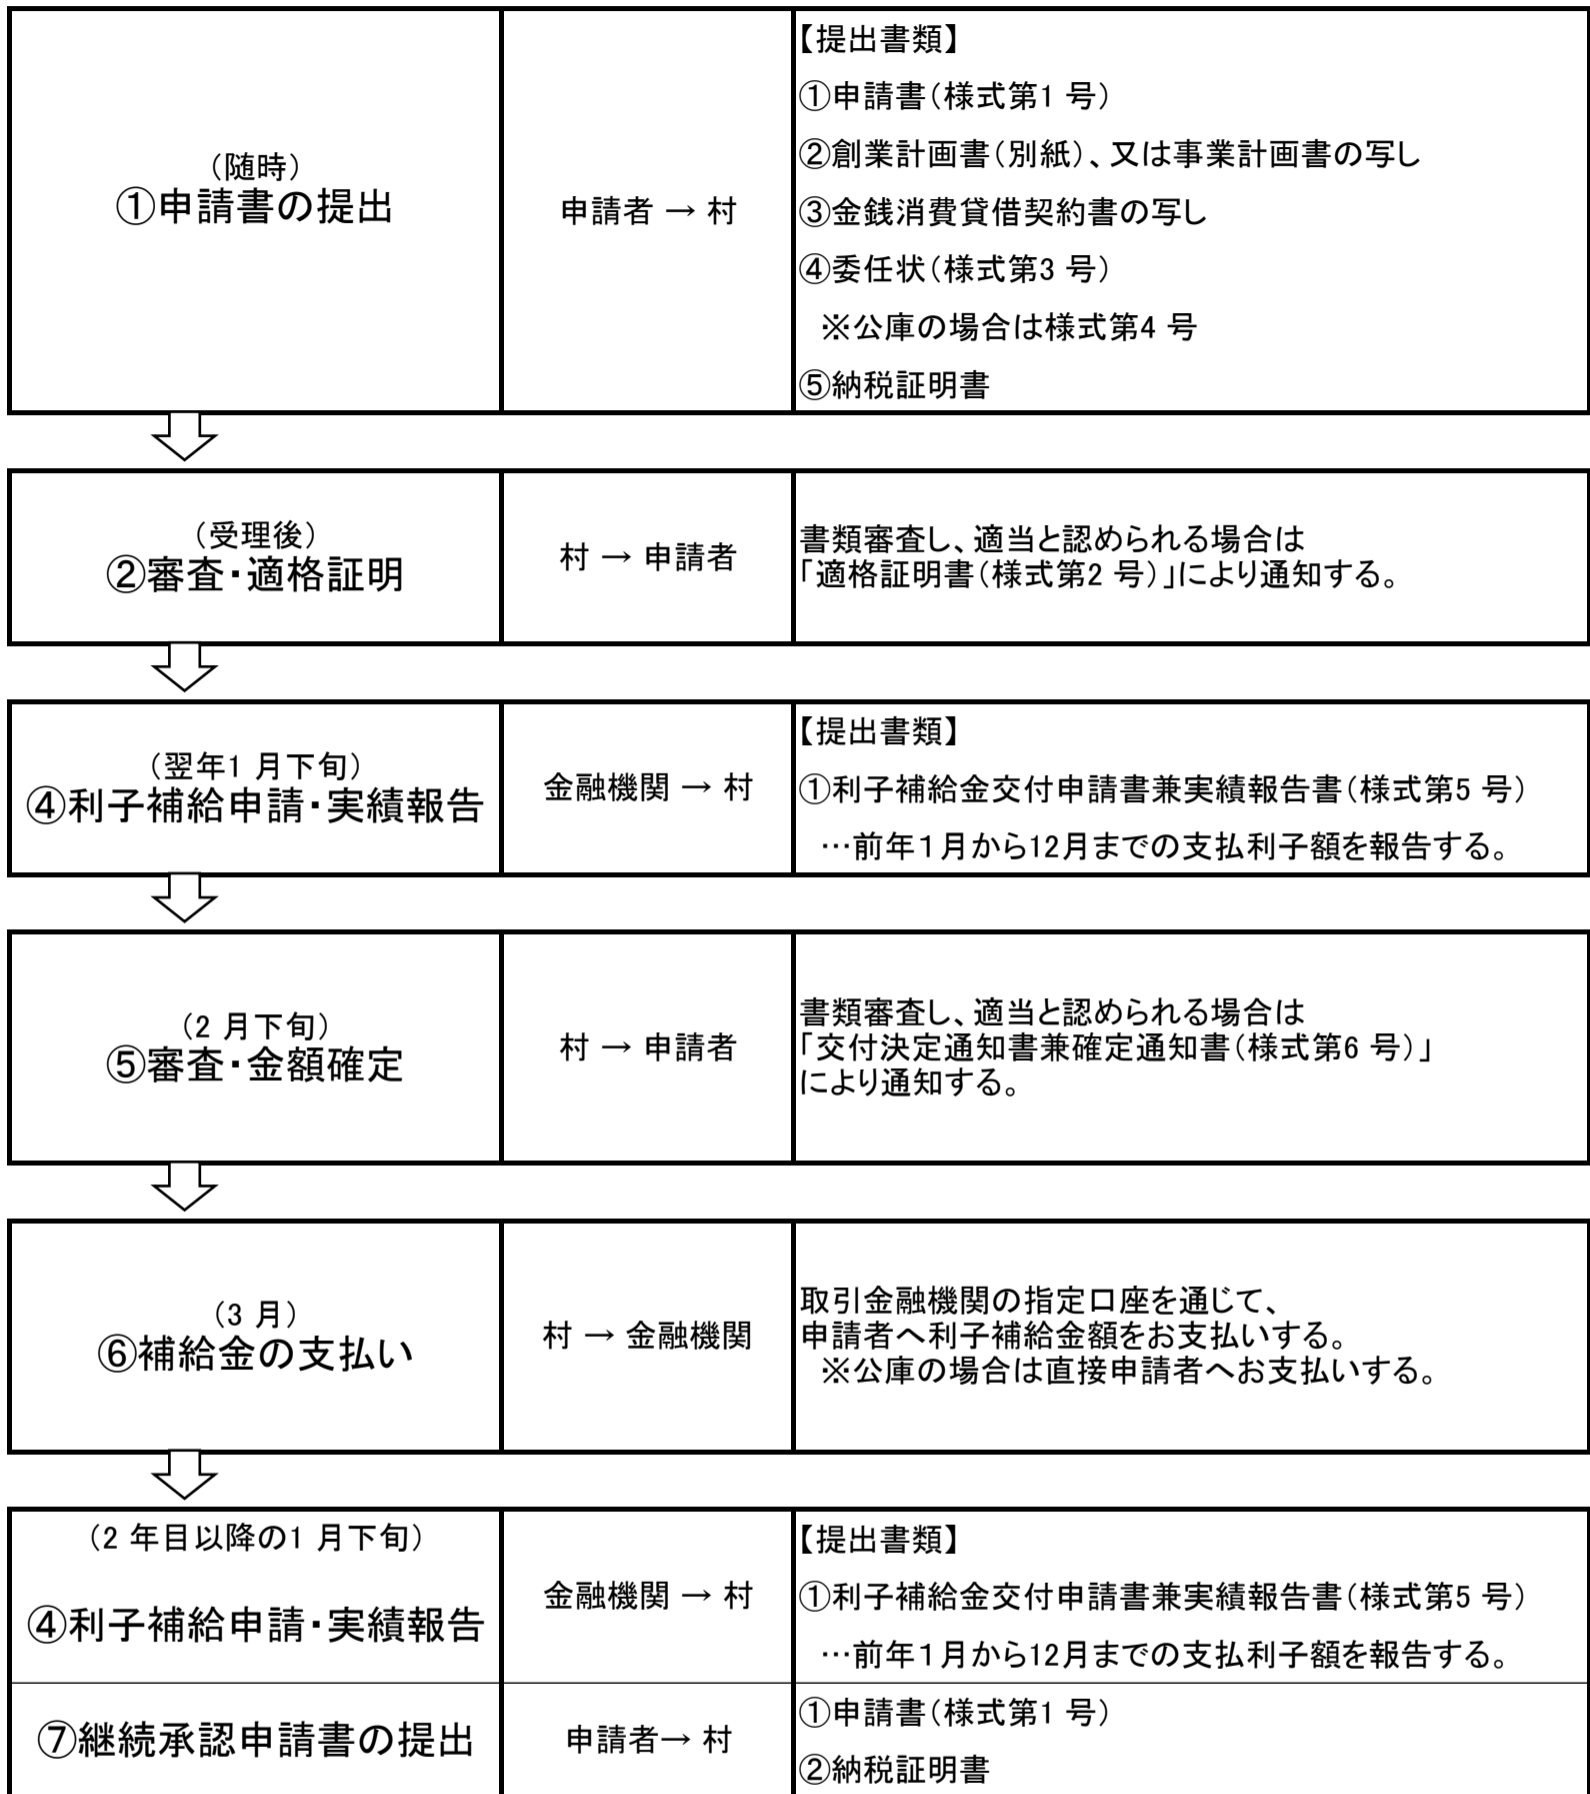 （随時）
①申請書の提出
申請者 → 村
【提出書類】
①申請書（様式第1 号）
②創業計画書（別紙）、又は事業計画書の写し
③金銭消費貸借契約書の写し
④委任状（様式第3 号）
※公庫の場合は様式第4 号
⑤納税証明書
（受理後）
②審査・適格証明
村 → 申請者
書類審査し、適当と認められる場合は
「適格証明書（様式第2 号）」により通知する。
（翌年1 月下旬）
④利子補給申請・実績報告
金融機関 → 村
【提出書類】
①利子補給金交付申請書兼実績報告書（様式第5 号）
…前年１月から12月までの支払利子額を報告する。
（2 月下旬）
⑤審査・金額確定
村 → 申請者
書類審査し、適当と認められる場合は
「交付決定通知書兼確定通知書（様式第6 号）」
により通知する。
（3 月）
⑥補給金の支払い
村 → 金融機関
取引金融機関の指定口座を通じて、
申請者へ利子補給金額をお支払いする。
※公庫の場合は直接申請者へお支払いする。
（2 年目以降の1 月下旬）
④利子補給申請・実績報告
金融機関 → 村
【提出書類】
①利子補給金交付申請書兼実績報告書（様式第5 号）
…前年１月から12月までの支払利子額を報告する。
⑦継続承認申請書の提出
申請者→ 村
①申請書（様式第1 号）
②納税証明書